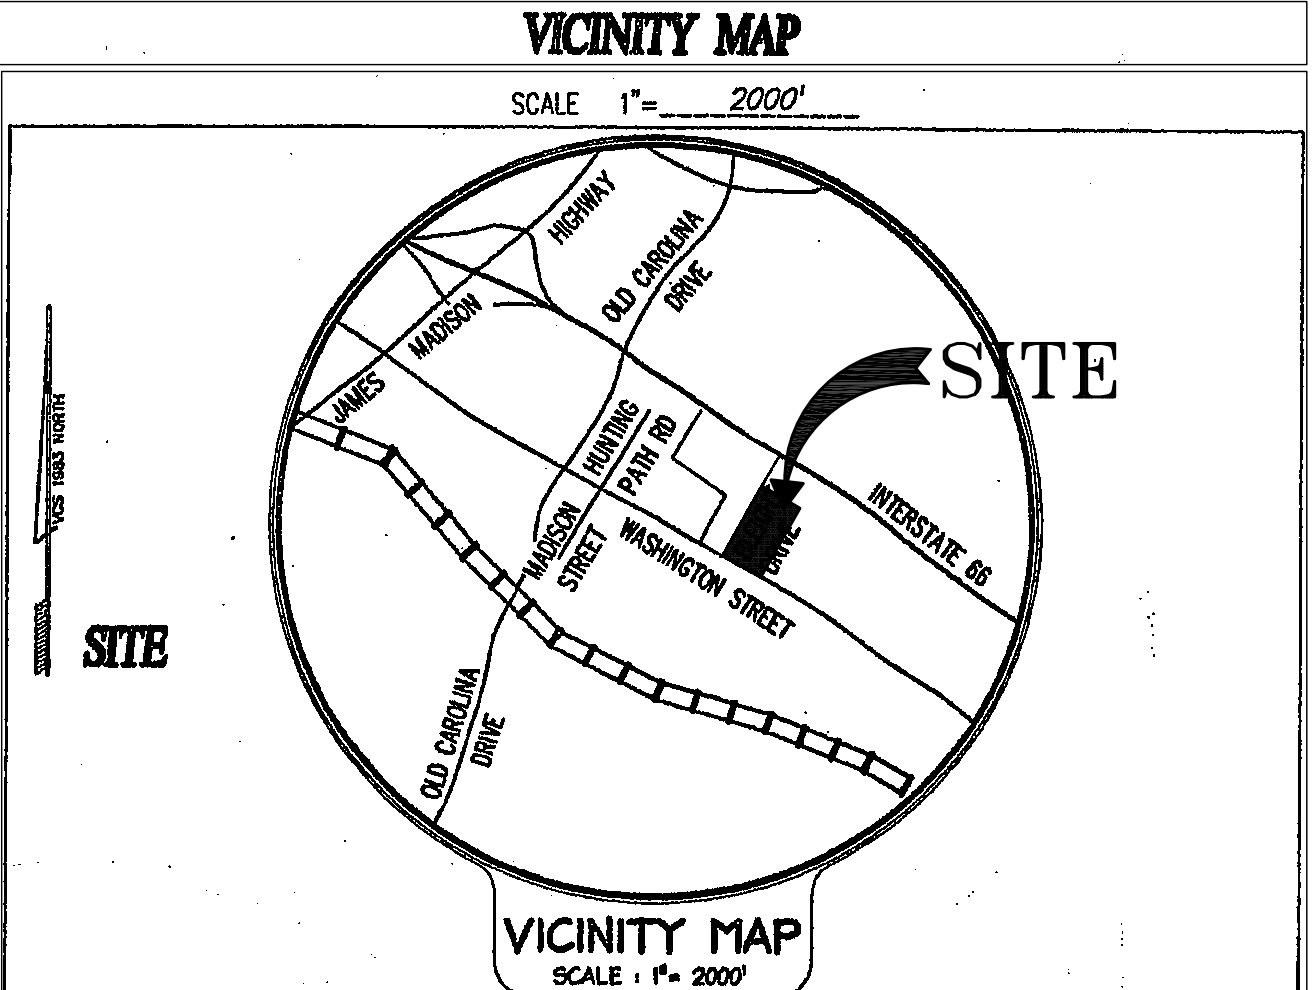 VICINITY MAP
SCALE 1"= 2000'
HIGHWAY
OLD CAROLINA
DRIVE
MADISON
JAMES
SITE
HUNTING
PATH RD
INTERSTATE 66
VCS 1983 NORTH
MADISON
STREET
WASHINGTON STREET
DRIVE
SITE
OLD CAROLINA
DRIVE
VICINITY MAP
SCALE : 1"= 2000'